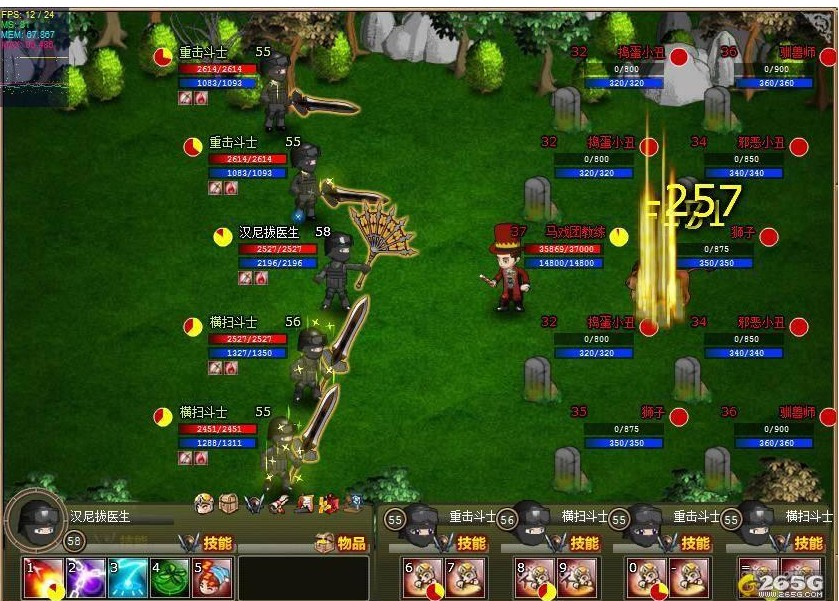 FPS: 12 / 24
MEM: 67.867
重击斗士 55
2614/2614
1083/1093
32 捣蛋小丑
0/800
320/320
36 驯兽师
0/900
360/360
重击斗士 55
2614/2614
1083/1093
32 捣蛋小丑
0/800
320/320
34 邪恶小丑
0/850
340/340
-257
汉尼拔医生 58
2527/2527
2196/2196
37 马戏团教练
35869/37000
14800/14800
狮子
0/875
350/350
横扫斗士 56
2527/2527
1327/1350
32 捣蛋小丑
0/800
320/320
34 邪恶小丑
0/850
340/340
横扫斗士 55
2451/2451
1288/1311
35 狮子
0/875
350/350
36 驯兽师
0/900
360/360
汉尼拔医生
58
技能
物品
55 重击斗士
技能
56 横扫斗士
技能
55 重击斗士
技能
55 横扫斗士
技能
1 2 3 4 5
6 7
8 9
0 -
=
265G
WWW.265G.COM